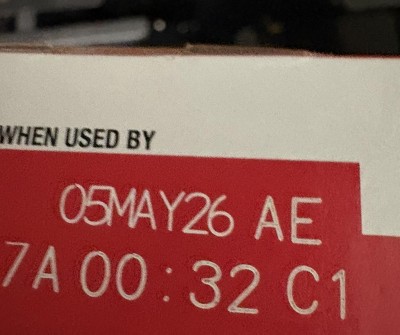 WHEN USED BY
05MAY26 AE
7A 00:32 C1